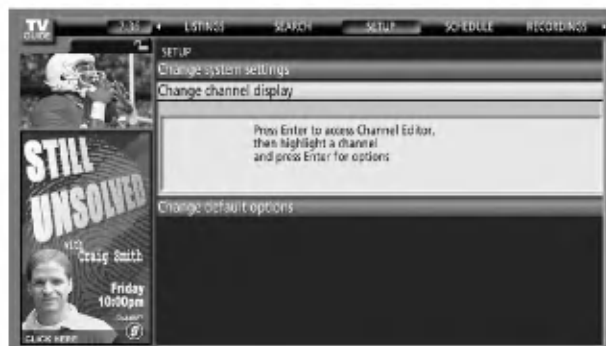 TV
GUIDE
LISTINGS SEARCH SETUP SCHEDULE RECORDINGS
SETUP
Change system settings
Change channel display
Press Enter to access Channel Editor,
then highlight a channel
and press Enter for options
Change default options
STILL
UNSOLVED
with
Craig Smith
Friday
10:00pm
CLICK HERE